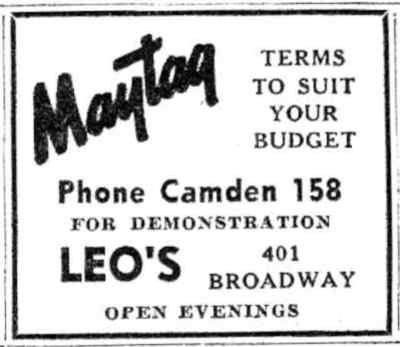 Maytag
TERMS
TO SUIT
YOUR
BUDGET
Phone Camden 158
FOR DEMONSTRATION
LEO'S
401
BROADWAY
OPEN EVENINGS